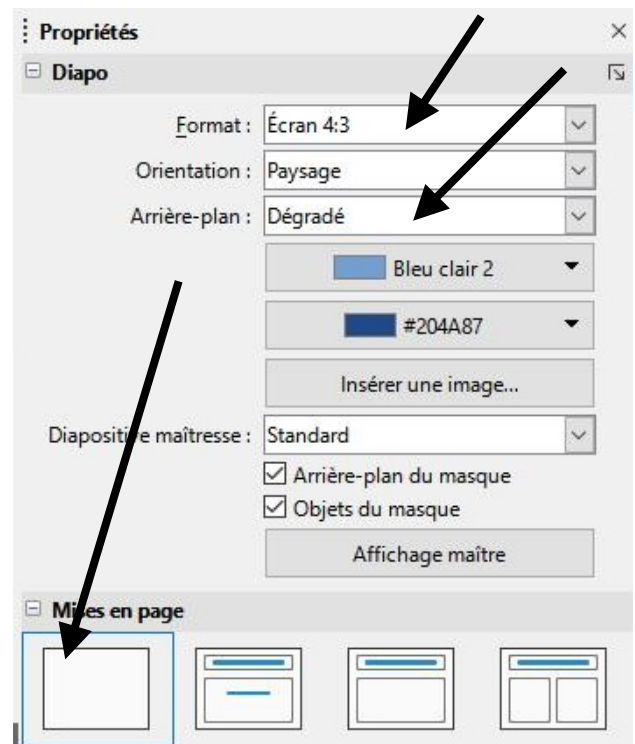 Propriétés
Diapo
Format : Écran 4:3
Orientation : Paysage
Arrière-plan : Dégradé
Bleu clair 2
#204A87
Insérer une image...
Diapositive maîtresse : Standard
Arrière-plan du masque
Objets du masque
Affichage maître
Mises en page